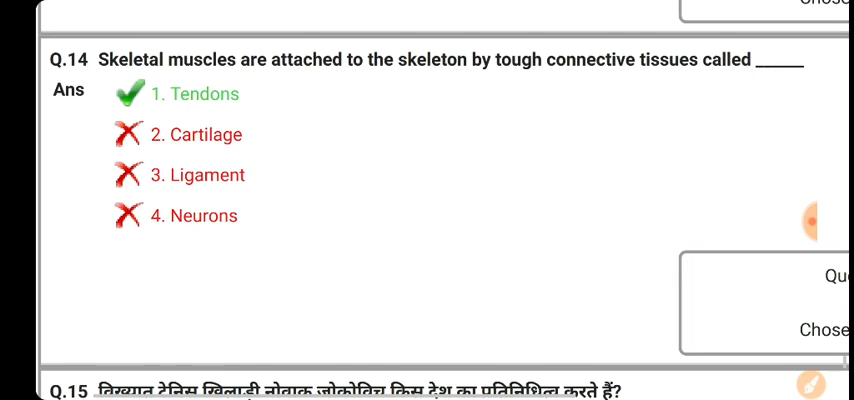 Q.14 Skeletal muscles are attached to the skeleton by tough connective tissues called ______
Ans 1. Tendons
2. Cartilage
3. Ligament
4. Neurons
Chose
Q.15 विख्यात टेनिस खिलाड़ी नोवाक जोकोविच किस देश का प्रतिनिधित्व करते हैं?